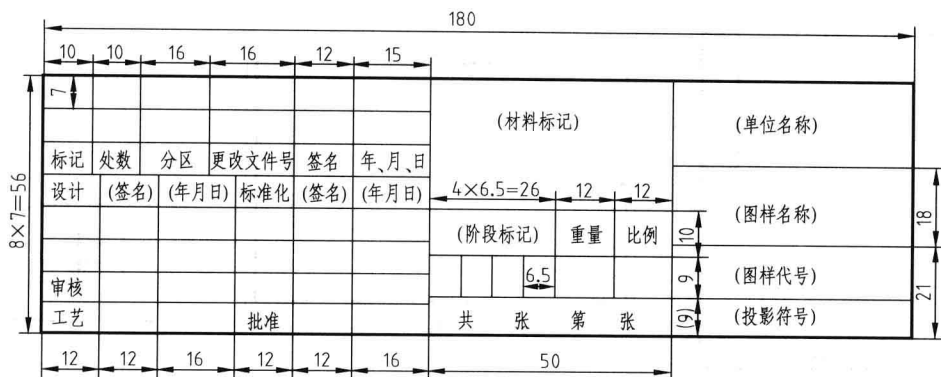 180
10 10 16 16 12 15
7
(材料标记) (单位名称)
标记 处数 分区 更改文件号 签名 年、月、日
设计 (签名) (年月日) 标准化 (签名) (年月日) 4×6.5=26 12 12
8×7=56
(图样名称) 18
(阶段标记) 重量 比例 10
6.5 9 (图样代号) 21
审核
工艺 批准 共 张 第 张 (9) (投影符号)
12 12 16 12 12 16 50